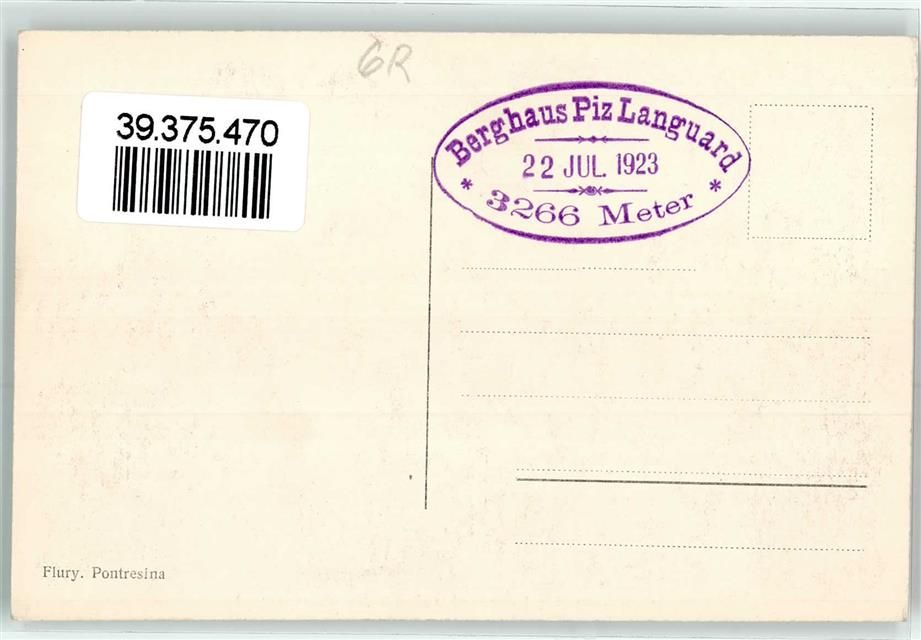 6R
39.375.470
Berghaus Piz Languard
22 JUL. 1923
* 3266 Meter *
Flury. Pontresina